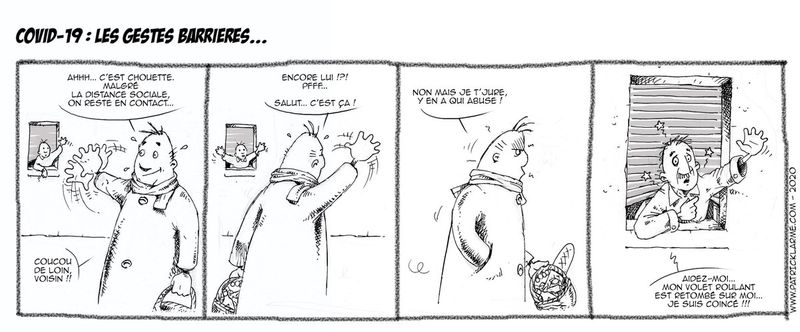 COVID-19 : LES GESTES BARRIERES...
AHHH... C'EST CHOUETTE.
MALGRÉ
LA DISTANCE SOCIALE,
ON RESTE EN CONTACT...
COUCOU
DE LOIN,
VOISIN !!
ENCORE LUI !?!
PFFF...
SALUT... C'EST ÇA !
NON MAIS JE T'JURE,
Y EN A QUI ABUSE !
AIDEZ-MOI...
MON VOLET ROULANT
EST RETOMBÉ SUR MOI...
JE SUIS COINCÉ !!!
WWW.PATRICKLARME.COM - 2020